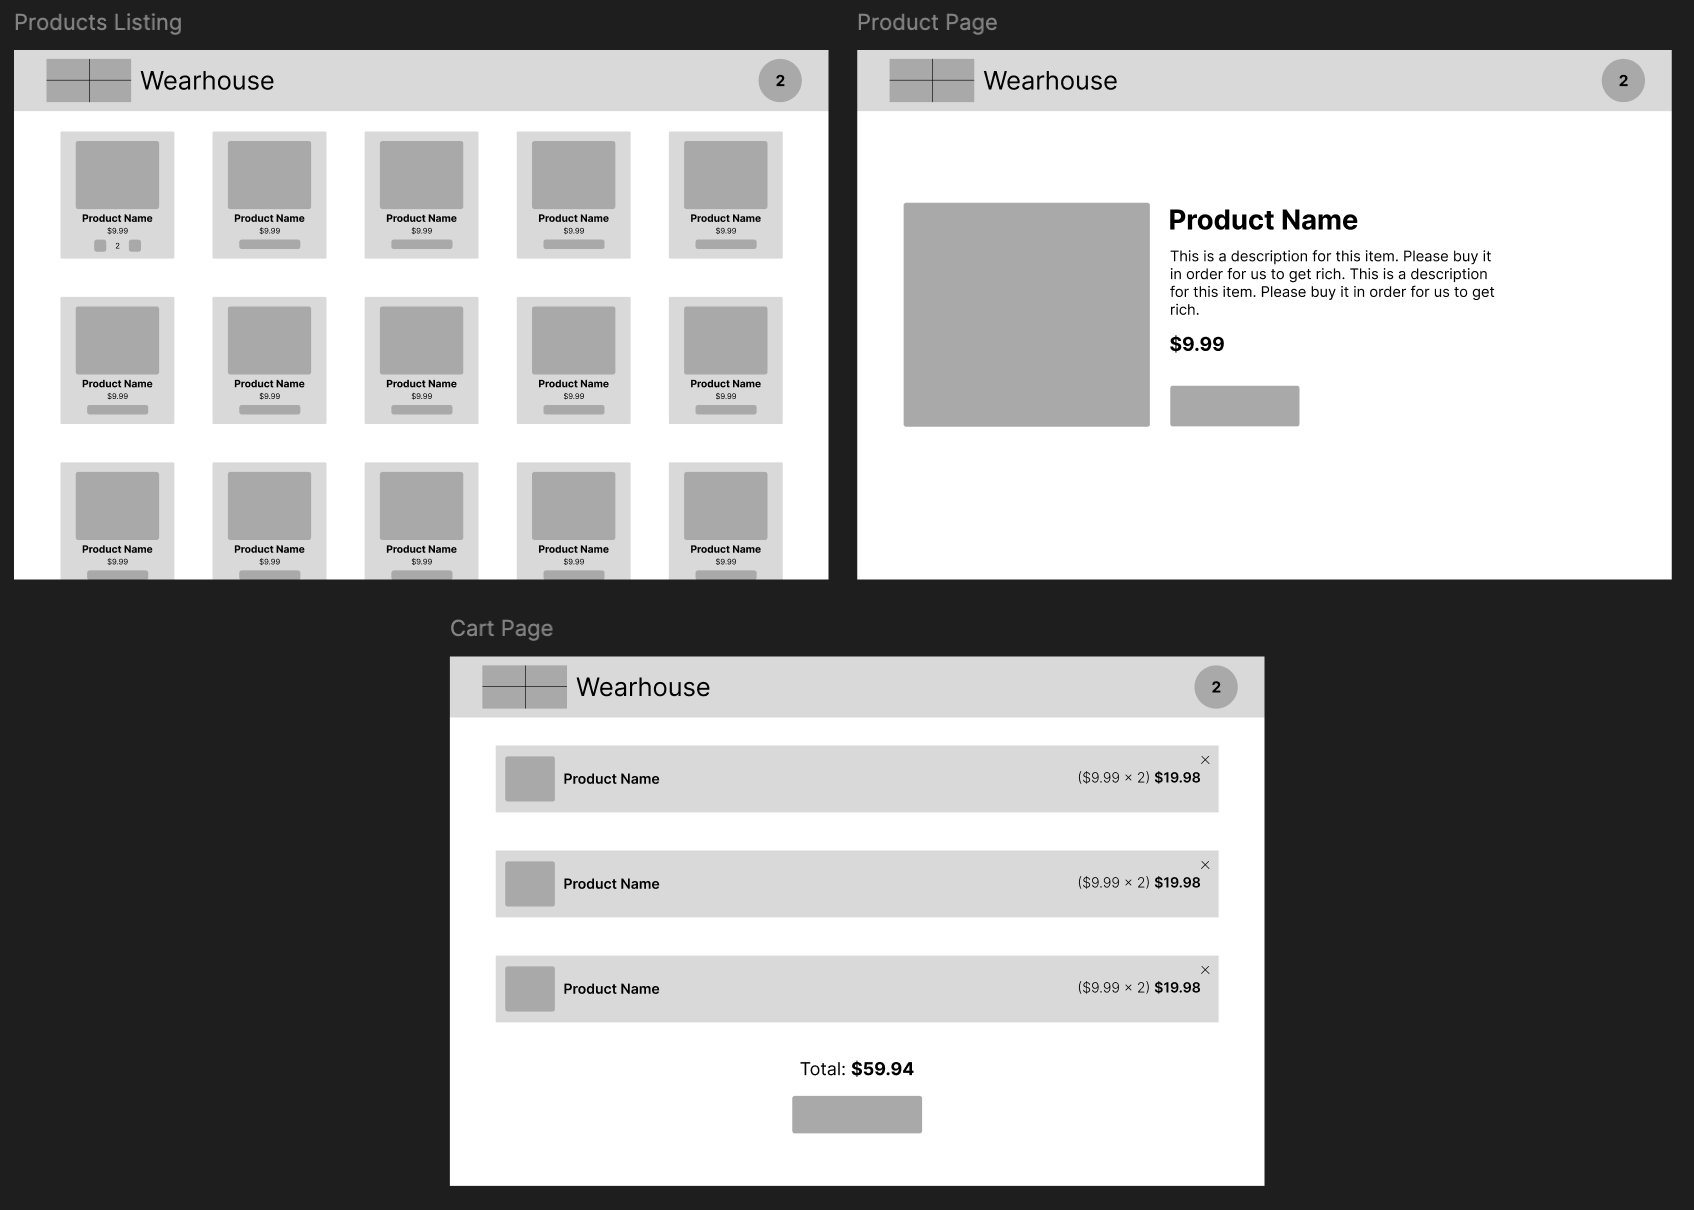 Products Listing
Wearhouse
2
Product Name
$9.99
2
Product Name
$9.99
Product Name
$9.99
Product Name
$9.99
Product Name
$9.99
Product Name
$9.99
Product Name
$9.99
Product Name
$9.99
Product Name
$9.99
Product Name
$9.99
Product Name
$9.99
Product Name
$9.99
Product Name
$9.99
Product Name
$9.99
Product Name
$9.99
Product Page
Wearhouse
2
Product Name
This is a description for this item. Please buy it
in order for us to get rich. This is a description
for this item. Please buy it in order for us to get
rich.
$9.99
Cart Page
Wearhouse
2
Product Name
($9.99 × 2) $19.98
Product Name
($9.99 × 2) $19.98
Product Name
($9.99 × 2) $19.98
Total: $59.94